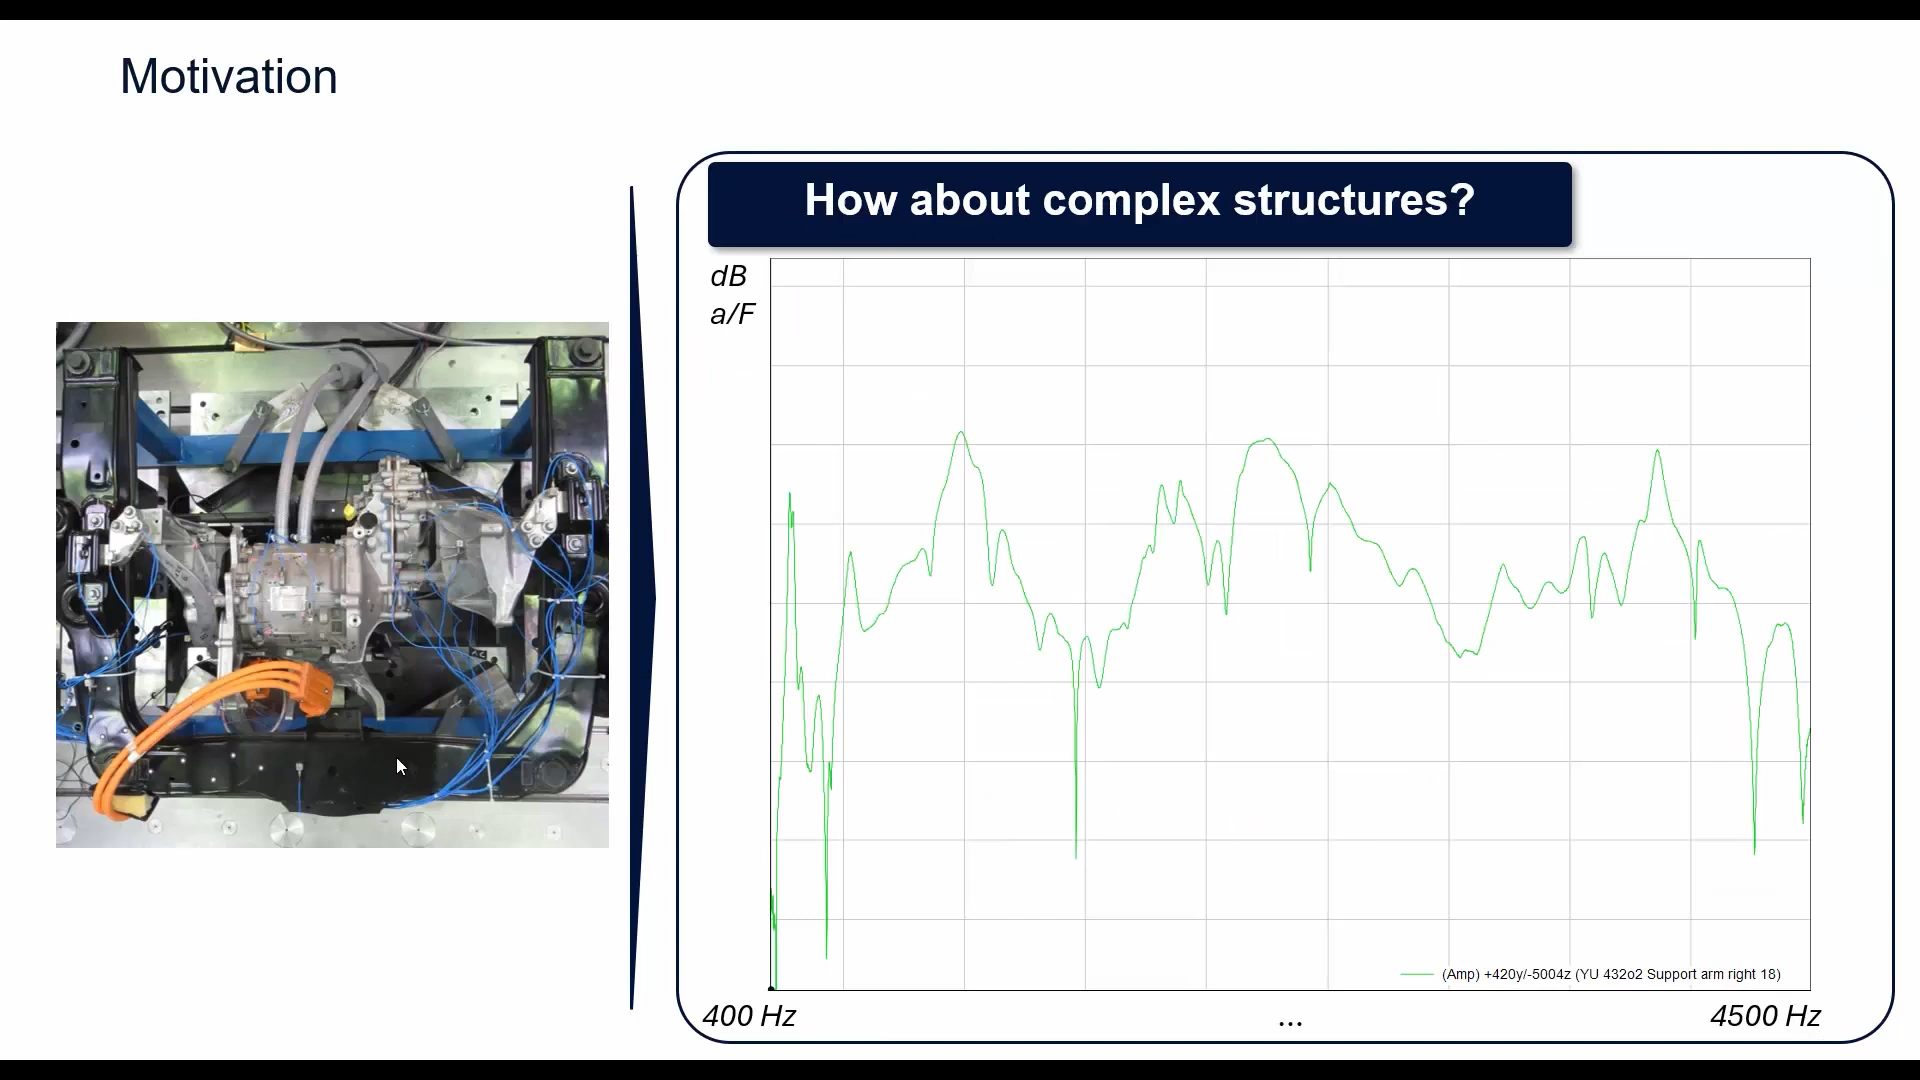 Motivation
How about complex structures?
dB
a/F
(Amp) +420y/-5004z (YU 432o2 Support arm right 18)
400 Hz
...
4500 Hz